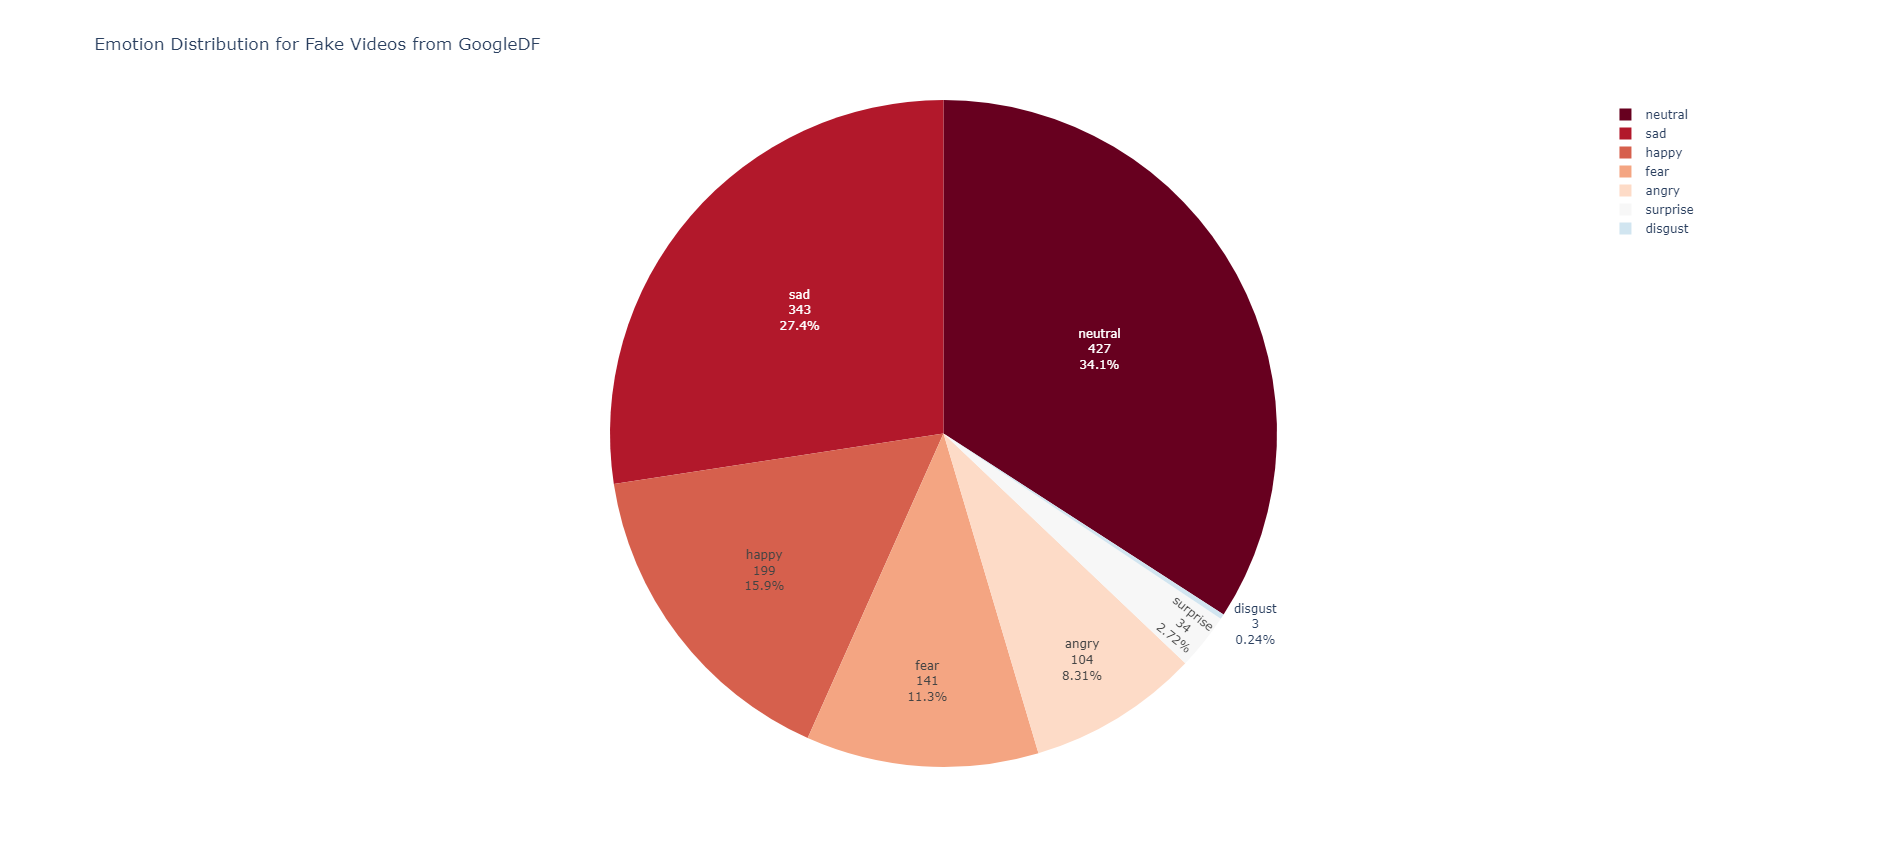 Emotion Distribution for Fake Videos from GoogleDF
neutral
sad
happy
fear
angry
surprise
disgust
sad
343
27.4%
neutral
427
34.1%
happy
199
15.9%
fear
141
11.3%
angry
104
8.31%
surprise
34
2.72%
disgust
3
0.24%